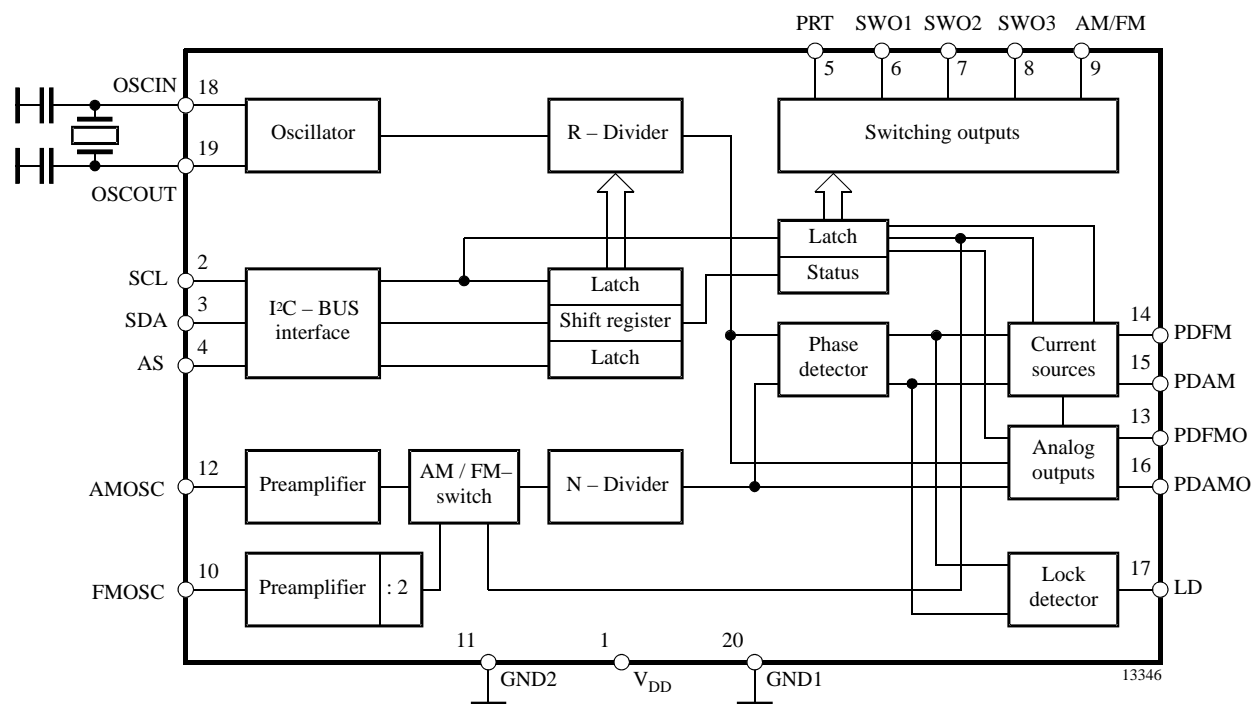 PRT SWO1 SWO2 SWO3 AM/FM
5 6 7 8 9
OSCIN 18
19
OSCOUT
Oscillator
R – Divider
Switching outputs
Latch
Status
SCL 2
SDA 3
AS 4
I²C – BUS
interface
Latch
Shift register
Latch
Phase
detector
Current
sources
14 PDFM
15 PDAM
13 PDFMO
16 PDAMO
Analog
outputs
AMOSC 12
Preamplifier
AM / FM–
switch
N – Divider
FMOSC 10
Preamplifier : 2
Lock
detector
17 LD
11 GND2
1 VDD
20 GND1
13346